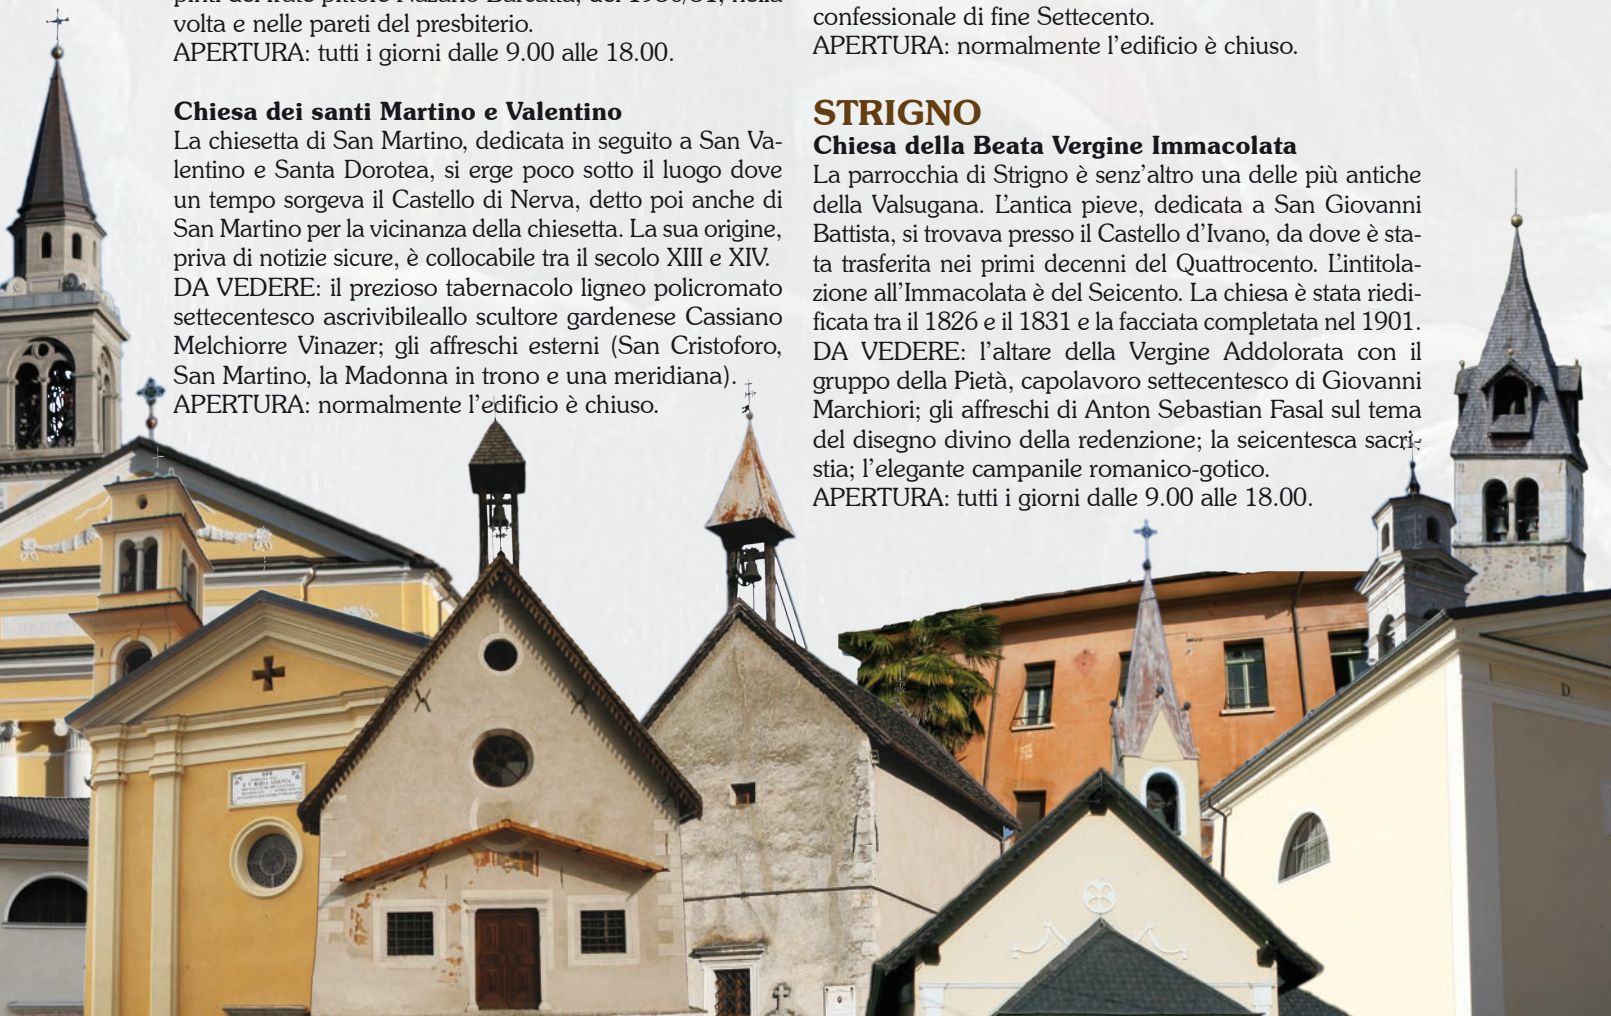 volta e nelle pareti del presbiterio.
APERTURA: tutti i giorni dalle 9.00 alle 18.00.
Chiesa dei santi Martino e Valentino
La chiesetta di San Martino, dedicata in seguito a San Va-
lentino e Santa Dorotea, si erge poco sotto il luogo dove
un tempo sorgeva il Castello di Nerva, detto poi anche di
San Martino per la vicinanza della chiesetta. La sua origine,
priva di notizie sicure, è collocabile tra il secolo XIII e XIV.
DA VEDERE: il prezioso tabernacolo ligneo policromato
settecentesco ascrivibileallo scultore gardenese Cassiano
Melchiorre Vinazer; gli affreschi esterni (San Cristoforo,
San Martino, la Madonna in trono e una meridiana).
APERTURA: normalmente l'edificio è chiuso.
confessionale di fine Settecento.
APERTURA: normalmente l'edificio è chiuso.
STRIGNO
Chiesa della Beata Vergine Immacolata
La parrocchia di Strigno è senz'altro una delle più antiche
della Valsugana. L'antica pieve, dedicata a San Giovanni
Battista, si trovava presso il Castello d'Ivano, da dove è sta-
ta trasferita nei primi decenni del Quattrocento. L'intitola-
zione all'Immacolata è del Seicento. La chiesa è stata riedi-
ficata tra il 1826 e il 1831 e la facciata completata nel 1901.
DA VEDERE: l'altare della Vergine Addolorata con il
gruppo della Pietà, capolavoro settecentesco di Giovanni
Marchiori; gli affreschi di Anton Sebastian Fasal sul tema
del disegno divino della redenzione; la seicentesca sacri-
stia; l'elegante campanile romanico-gotico.
APERTURA: tutti i giorni dalle 9.00 alle 18.00.
D